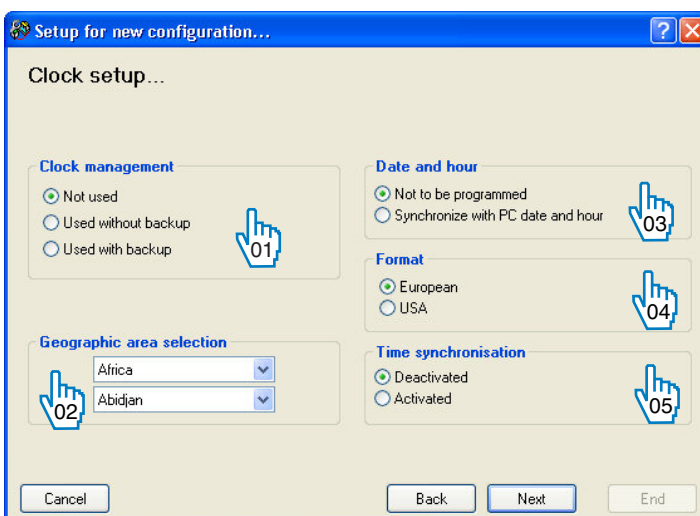 Setup for new configuration...
Clock setup...
Clock management
Not used
Used without backup
Used with backup
01
Geographic area selection
Africa
Abidjan
02
Date and hour
Not to be programmed
Synchronize with PC date and hour
03
Format
European
USA
04
Time synchronisation
Deactivated
Activated
05
Cancel
Back
Next
End